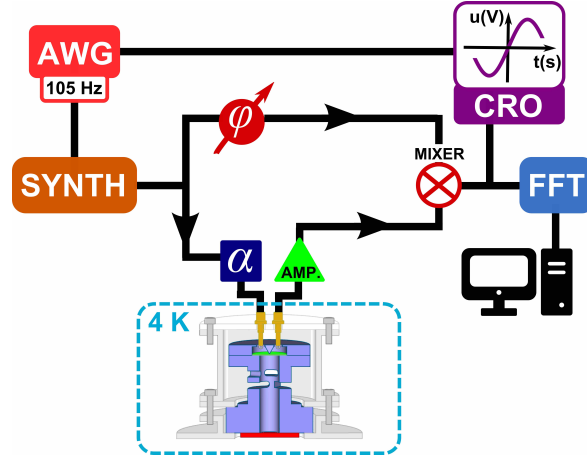 u(V)
AWG
t(s)
105 Hz
CRO
φ
MIXER
SYNTH
FFT
α
AMP.
4 K